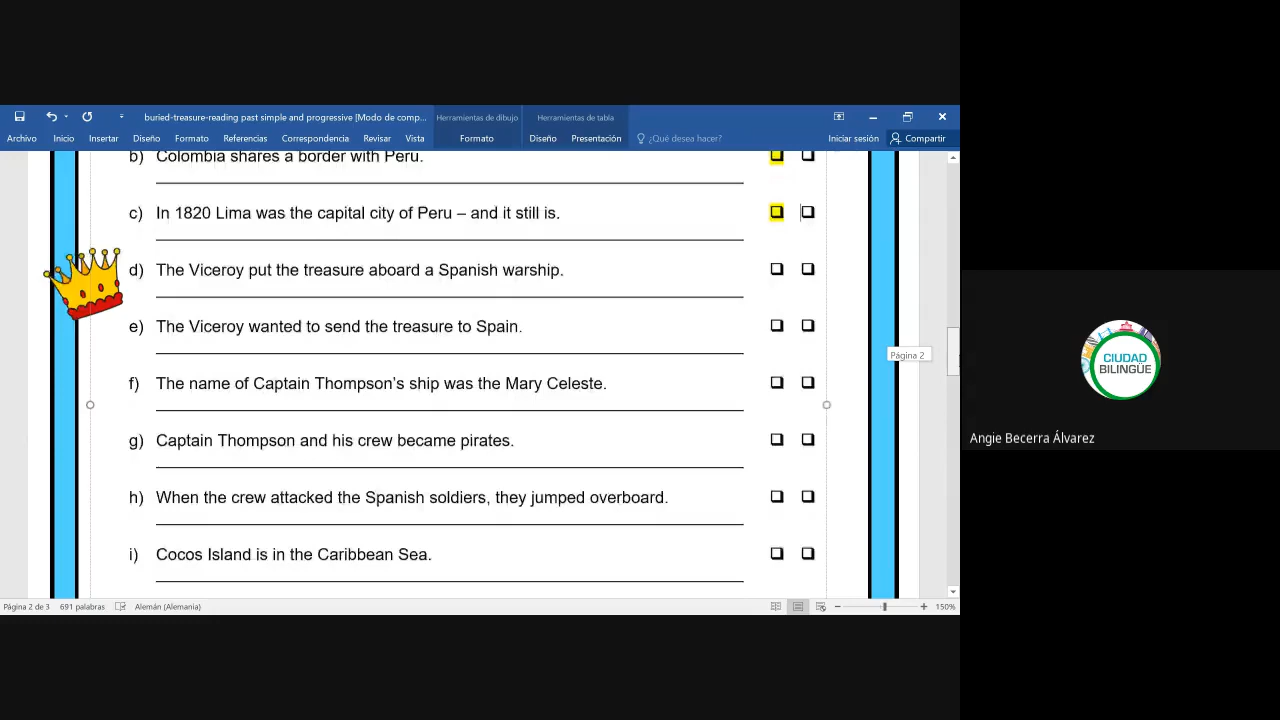 buried-treasure-reading past simple and progressive [Modo de comp...
Herramientas de dibujo
Herramientas de tabla
Archivo Inicio Insertar Diseño Formato Referencias Correspondencia Revisar Vista Formato Diseño Presentación ¿Qué desea hacer? Iniciar sesión Compartir
b) Colombia shares a border with Peru.
c) In 1820 Lima was the capital city of Peru – and it still is.
d) The Viceroy put the treasure aboard a Spanish warship.
e) The Viceroy wanted to send the treasure to Spain.
Página 2
f) The name of Captain Thompson's ship was the Mary Celeste.
g) Captain Thompson and his crew became pirates.
h) When the crew attacked the Spanish soldiers, they jumped overboard.
i) Cocos Island is in the Caribbean Sea.
Página 2 de 3 691 palabras Alemán (Alemania) 150%
CIUDAD
BILINGÜE
Angie Becerra Álvarez